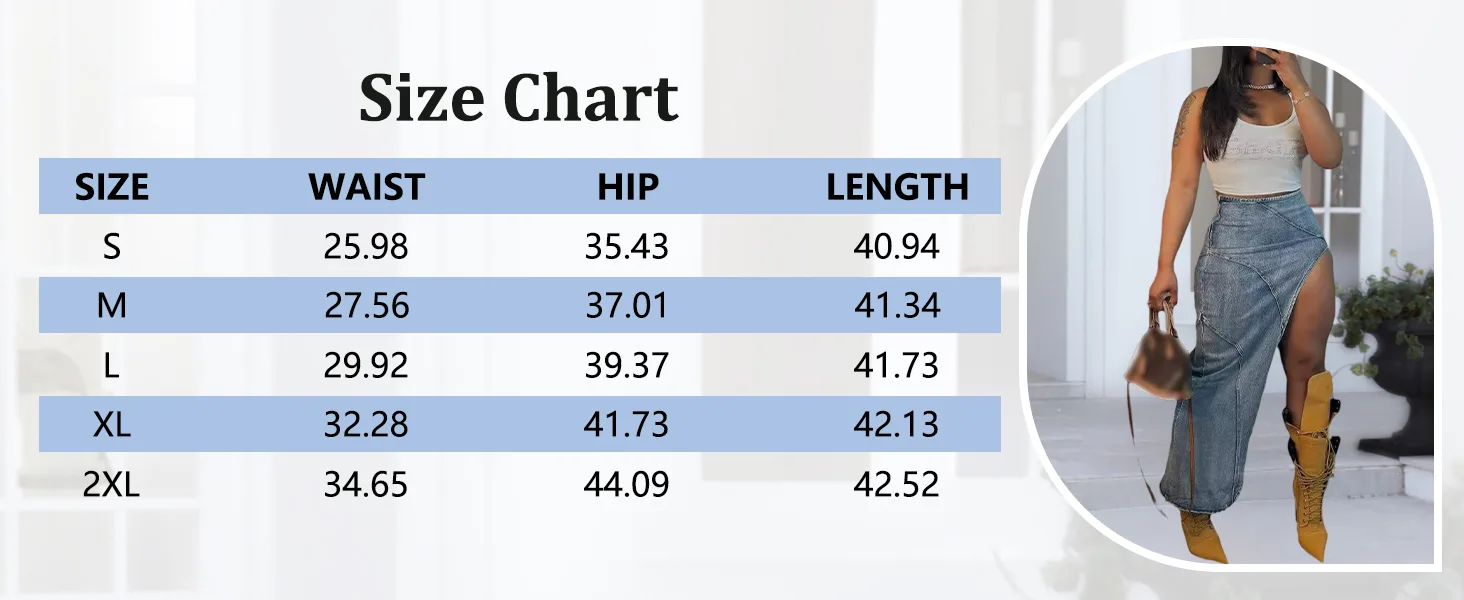 Size Chart
SIZE WAIST HIP LENGTH
S 25.98 35.43 40.94
M 27.56 37.01 41.34
L 29.92 39.37 41.73
XL 32.28 41.73 42.13
2XL 34.65 44.09 42.52